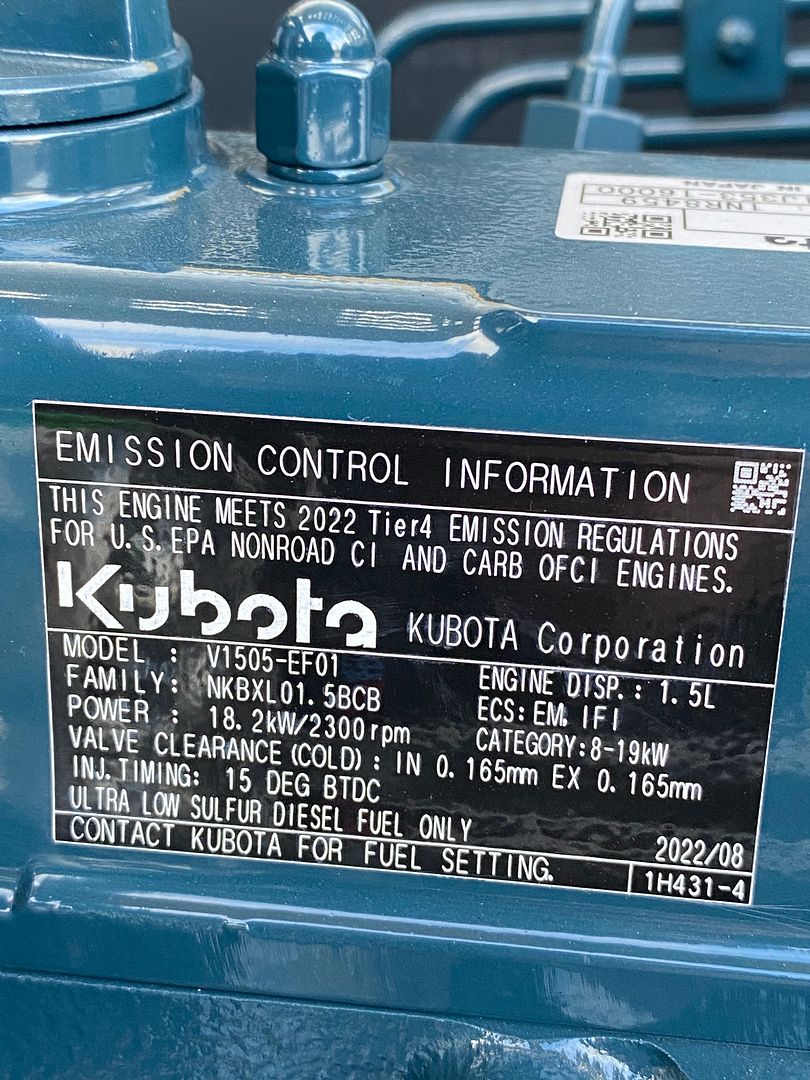 1NR8459
16000
EMISSION CONTROL INFORMATION
THIS ENGINE MEETS 2022 Tier4 EMISSION REGULATIONS
FOR U.S.EPA NONROAD CI AND CARB OFCI ENGINES.
Kubota KUBOTA Corporation
MODEL : V1505-EF01
ENGINE DISP.: 1.5L
FAMILY: NKBXL01.5BCB
ECS:EM, IFI
POWER : 18.2kW/2300rpm
CATEGORY:8-19kW
VALVE CLEARANCE(COLD): IN 0.165mm EX 0.165mm
INJ.TIMING: 15 DEG BTDC
ULTRA LOW SULFUR DIESEL FUEL ONLY
2022/08
CONTACT KUBOTA FOR FUEL SETTING.
1H431-4